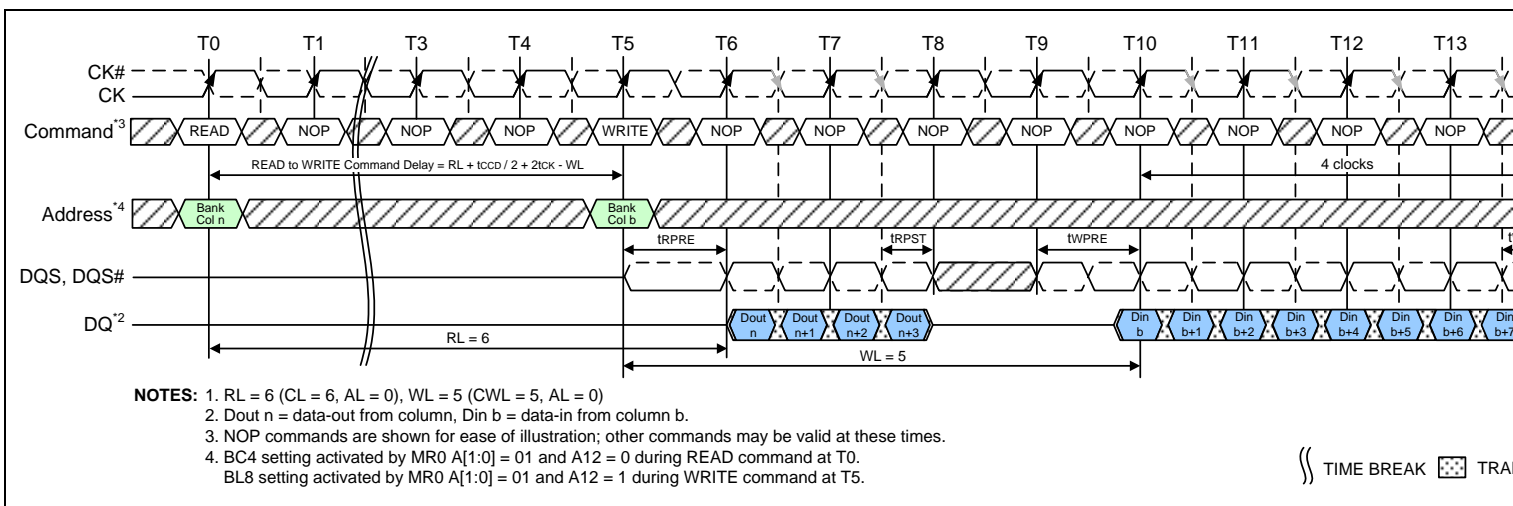 T0 T1 T3 T4 T5 T6 T7 T8 T9 T10 T11 T12 T13
CK#
CK
Command*3 READ NOP NOP NOP WRITE NOP NOP NOP NOP NOP NOP NOP NOP
READ to WRITE Command Delay = RL + tCCD / 2 + 2tCK - WL 4 clocks
Address*4 Bank Col n Bank Col b
tRPRE tRPST tWPRE t
DQS, DQS#
DQ*2 Dout n Dout n+1 Dout n+2 Dout n+3 Din b Din b+1 Din b+2 Din b+3 Din b+4 Din b+5 Din b+6 Din b+7
RL = 6 WL = 5
NOTES: 1. RL = 6 (CL = 6, AL = 0), WL = 5 (CWL = 5, AL = 0)
2. Dout n = data-out from column, Din b = data-in from column b.
3. NOP commands are shown for ease of illustration; other commands may be valid at these times.
4. BC4 setting activated by MR0 A[1:0] = 01 and A12 = 0 during READ command at T0.
BL8 setting activated by MR0 A[1:0] = 01 and A12 = 1 during WRITE command at T5.
TIME BREAK TRA